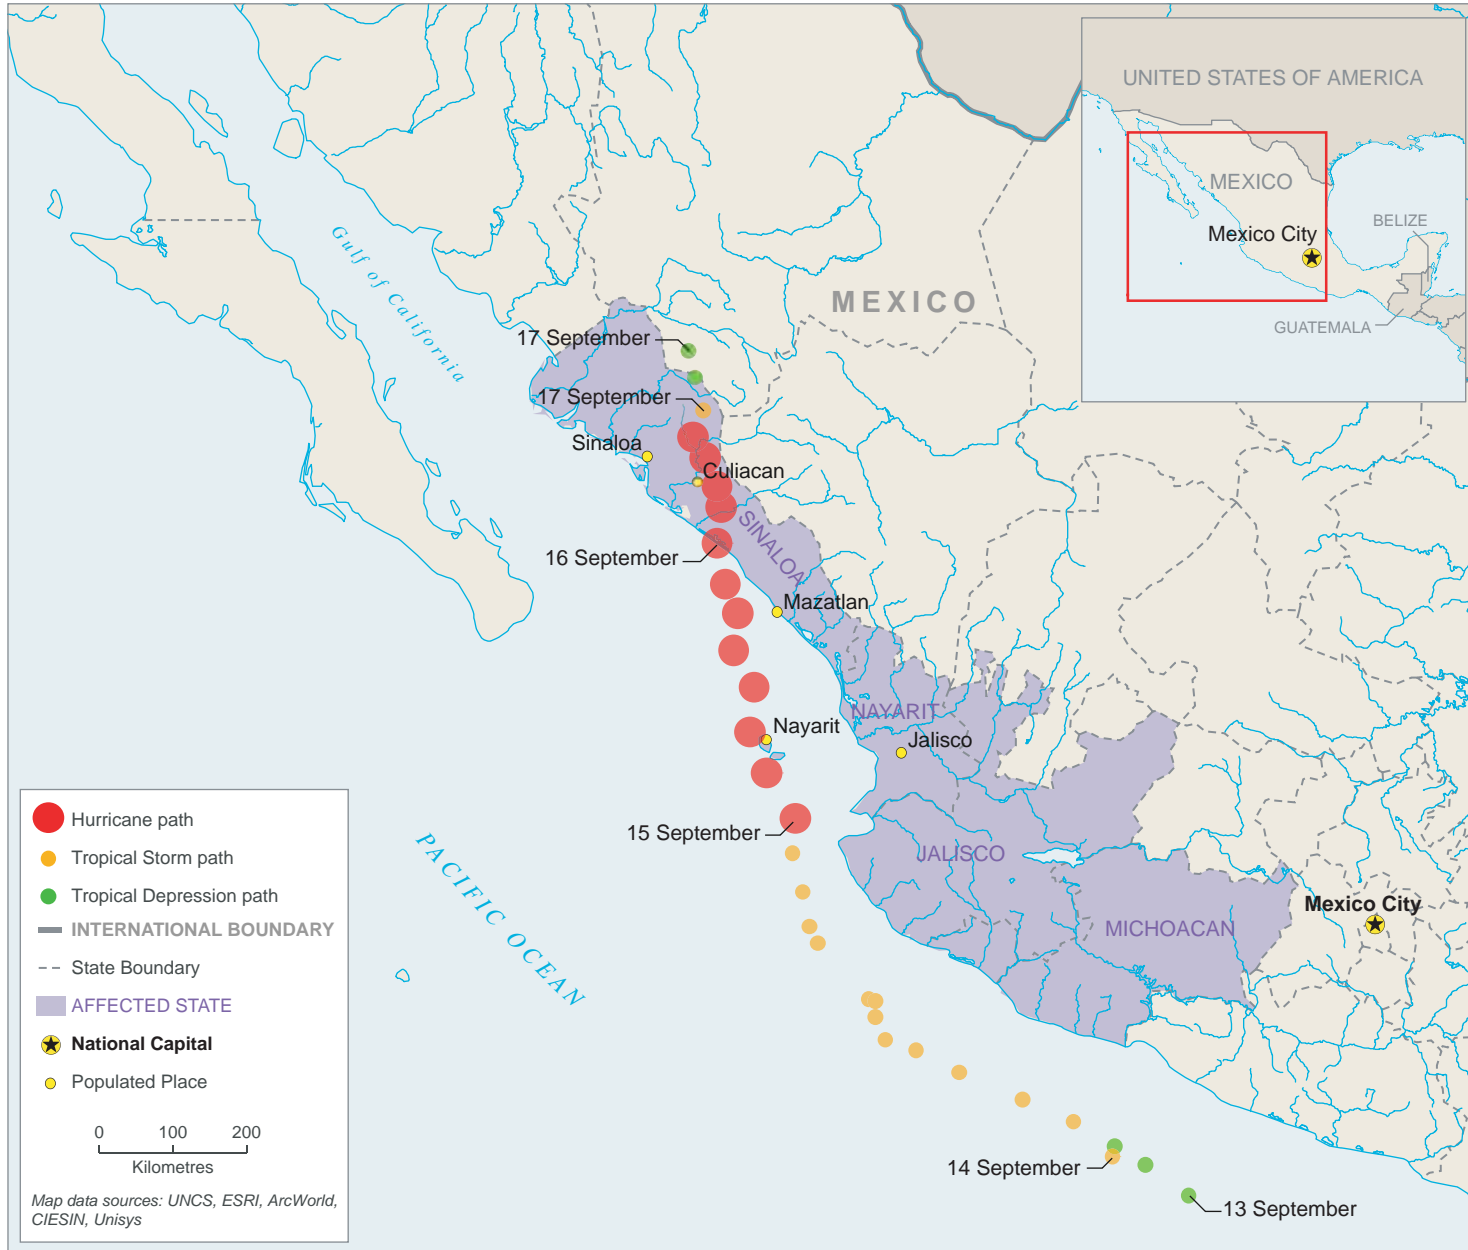 UNITED STATES OF AMERICA
MEXICO
BELIZE
Mexico City
GUATEMALA
Gulf of California
MEXICO
17 September
17 September
Sinaloa
Culiacan
SINALOA
16 September
Mazatlan
NAYARIT
Nayarit
Jalisco
15 September
JALISCO
PACIFIC OCEAN
Mexico City
MICHOACAN
14 September
13 September
Hurricane path
Tropical Storm path
Tropical Depression path
INTERNATIONAL BOUNDARY
State Boundary
AFFECTED STATE
National Capital
Populated Place
0 100 200
Kilometres
Map data sources: UNCS, ESRI, ArcWorld,
CIESIN, Unisys